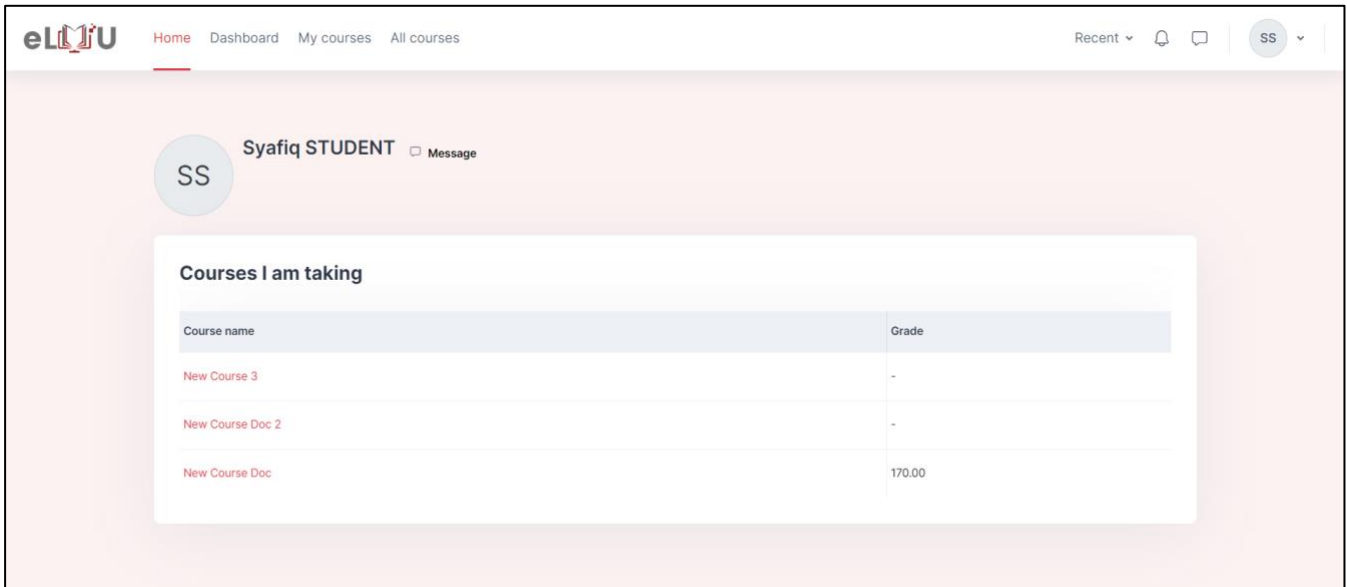 eLMU Home Dashboard My courses All courses Recent SS
Syafiq STUDENT Message
SS
Courses I am taking
Course name Grade
New Course 3 -
New Course Doc 2 -
New Course Doc 170.00